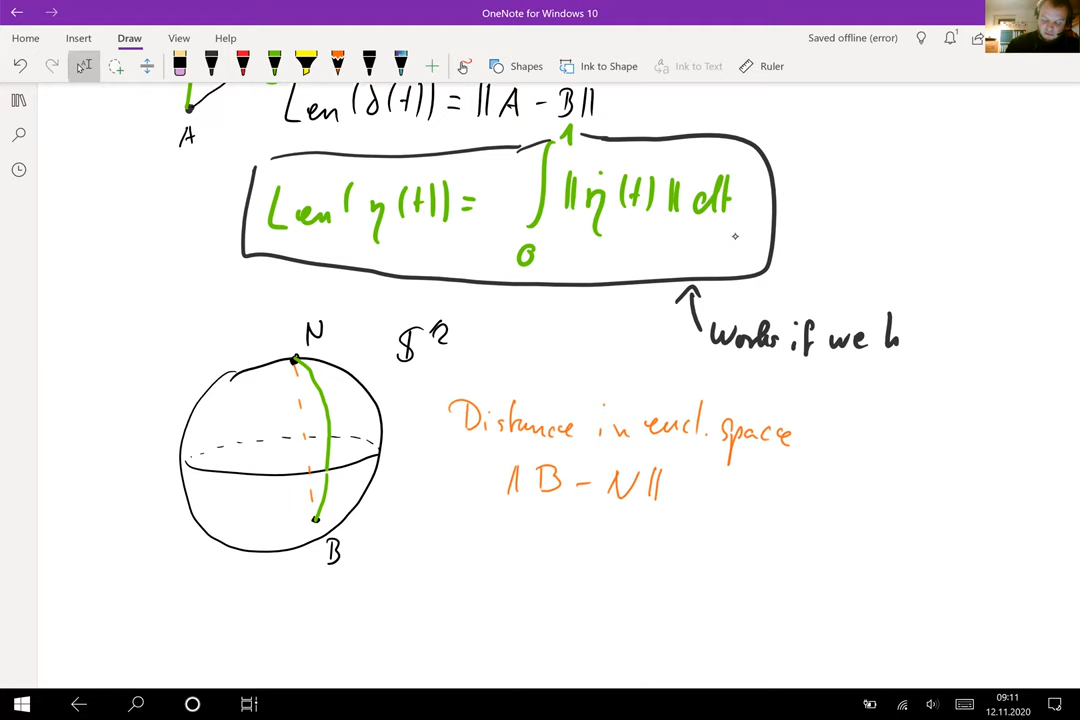 OneNote for Windows 10
Home Insert Draw View Help
Saved offline (error)
Shapes Ink to Shape Ink to Text Ruler
Len (γ(t)) = ||A - B||
A
Len (η(t)) = ∫₀¹ ||η̇(t)|| dt
works if we h
N
S²
Distance in eucl. space
||B - N||
B
09:11
12.11.2020